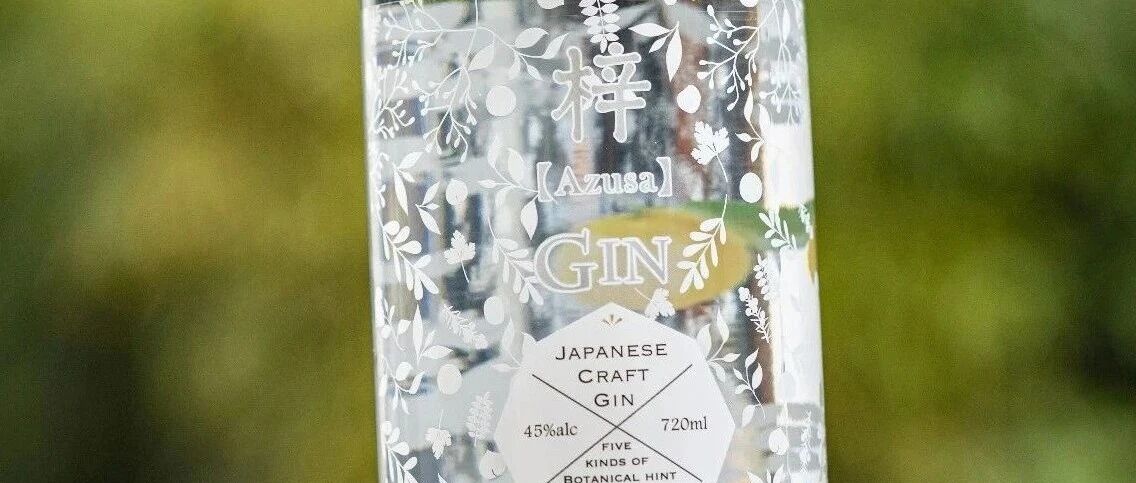 梓
【Azusa】
GIN
JAPANESE
CRAFT
GIN
45%alc
720ml
FIVE
KINDS OF
BOTANICAL HINT